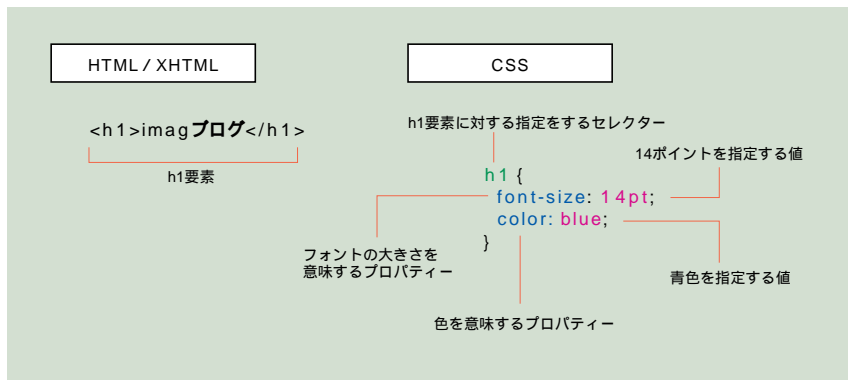 HTML / XHTML
<h1>imagブログ</h1>
h1要素
CSS
h1要素に対する指定をするセレクター
14ポイントを指定する値
h1 {
font-size: 14pt;
color: blue;
}
フォントの大きさを
意味するプロパティー
青色を指定する値
色を意味するプロパティー